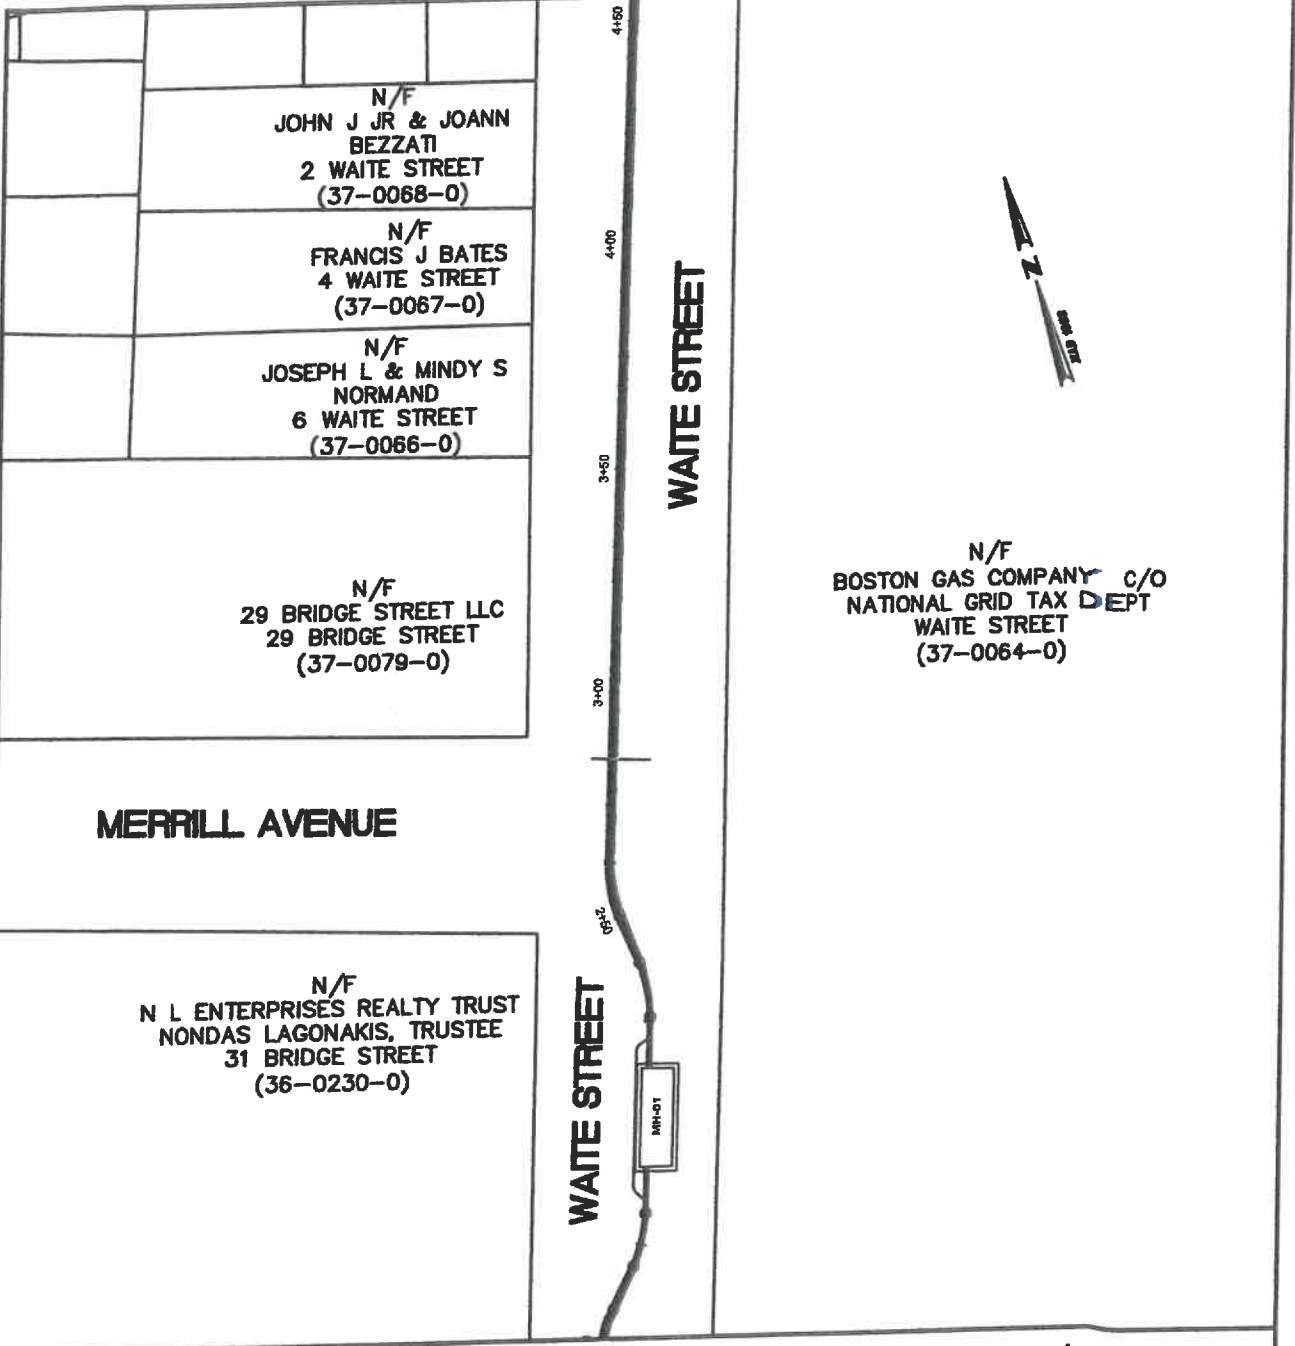 4+50
N/F
JOHN J JR & JOANN
BEZZATI
2 WAITE STREET
(37-0068-0)
N/F
FRANCIS J BATES
4 WAITE STREET
(37-0067-0)
4+00
N/F
JOSEPH L & MINDY S
NORMAND
6 WAITE STREET
(37-0066-0)
WAITE STREET
3+50
N
NAD 1988
N/F
BOSTON GAS COMPANY C/O
NATIONAL GRID TAX DEPT
WAITE STREET
(37-0064-0)
N/F
29 BRIDGE STREET LLC
29 BRIDGE STREET
(37-0079-0)
3+00
MERRILL AVENUE
2+50
N/F
N L ENTERPRISES REALTY TRUST
NONDAS LAGONAKIS, TRUSTEE
31 BRIDGE STREET
(36-0230-0)
WAITE STREET
MH-01